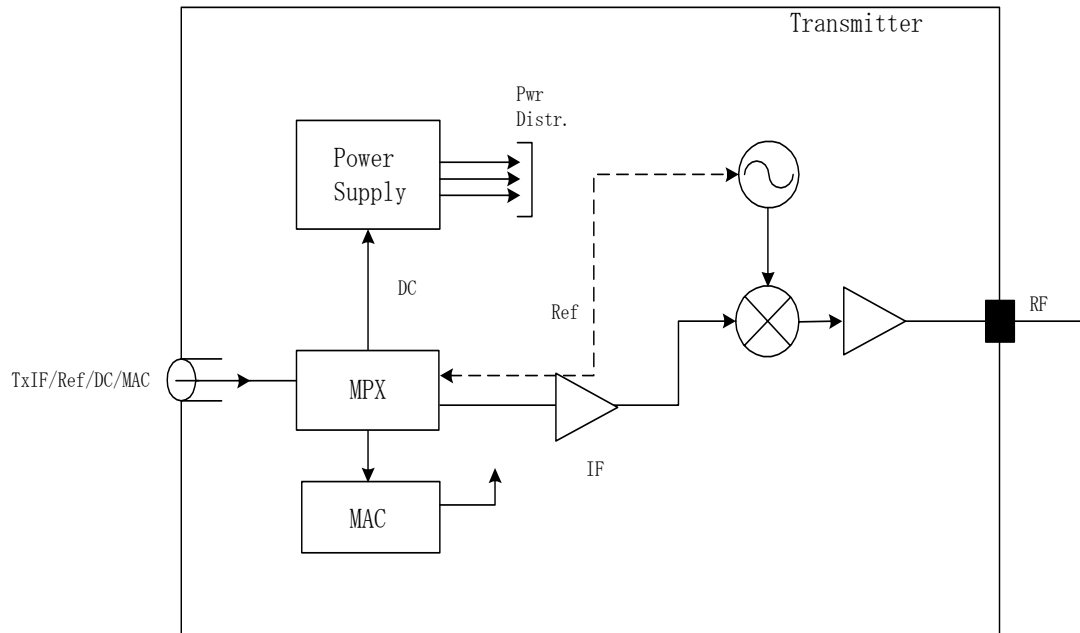 Transmitter
Pwr
Distr.
Power
Supply
DC
Ref
RF
TxIF/Ref/DC/MAC
MPX
IF
MAC